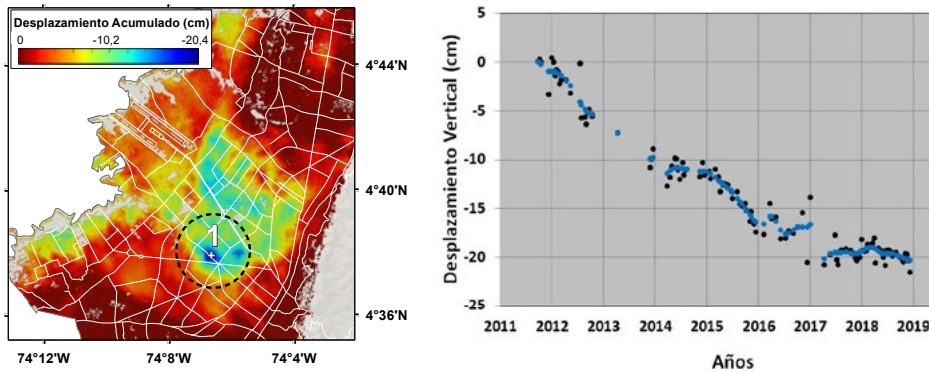 Desplazamiento Acumulado (cm)
0 -10,2 -20,4
4°44'N
4°40'N
4°36'N
1
74°12'W 74°8'W 74°4'W
Desplazamiento Vertical (cm)
5
0
-5
-10
-15
-20
-25
2011 2012 2013 2014 2015 2016 2017 2018 2019
Años